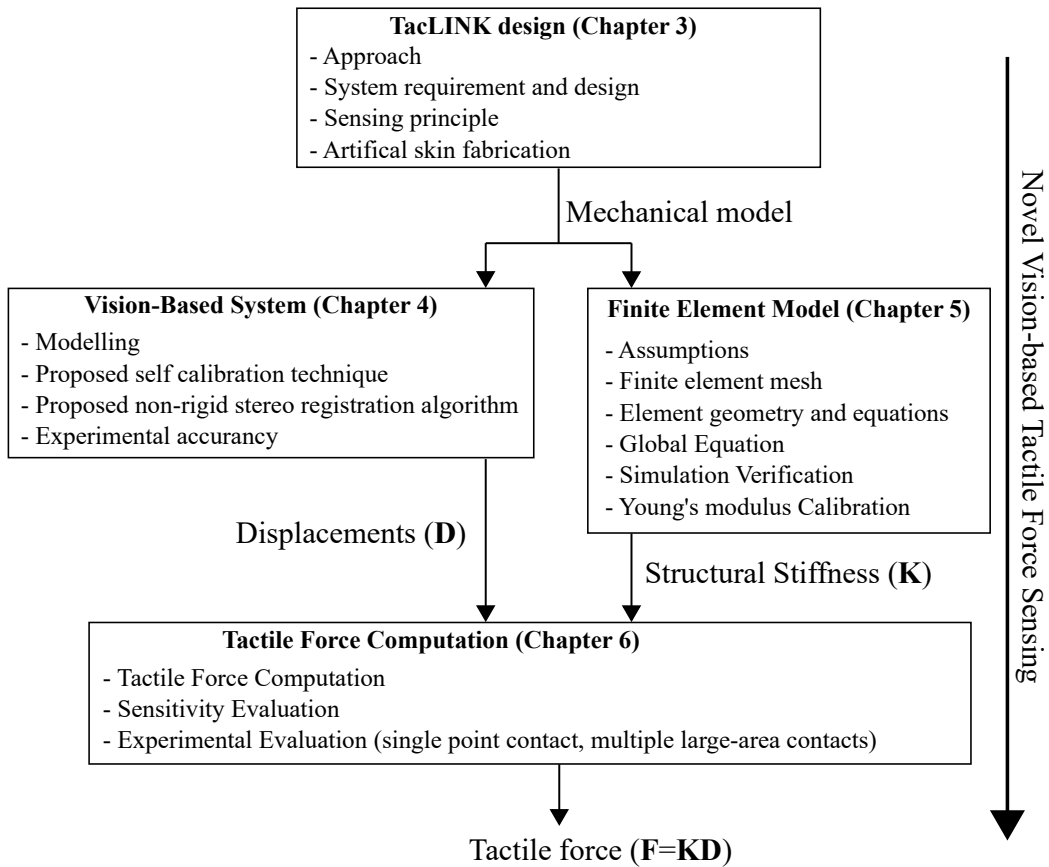 TacLINK design (Chapter 3)
- Approach
- System requirement and design
- Sensing principle
- Artifical skin fabrication
Mechanical model
Vision-Based System (Chapter 4)
- Modelling
- Proposed self calibration technique
- Proposed non-rigid stereo registration algorithm
- Experimental accurancy
Finite Element Model (Chapter 5)
- Assumptions
- Finite element mesh
- Element geometry and equations
- Global Equation
- Simulation Verification
- Young's modulus Calibration
Displacements (D)
Structural Stiffness (K)
Tactile Force Computation (Chapter 6)
- Tactile Force Computation
- Sensitivity Evaluation
- Experimental Evaluation (single point contact, multiple large-area contacts)
Tactile force (F=KD)
Novel Vision-based Tactile Force Sensing